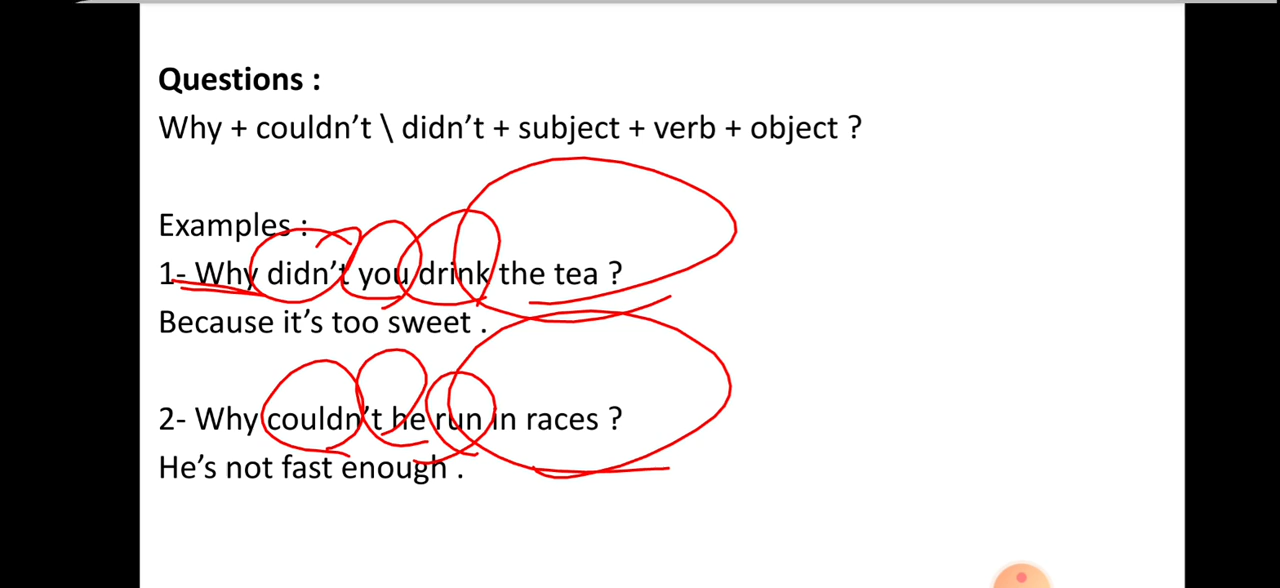 Questions :
Why + couldn't \ didn't + subject + verb + object ?
Examples :
1- Why didn't you drink the tea ?
Because it's too sweet .
2- Why couldn't he run in races ?
He's not fast enough .